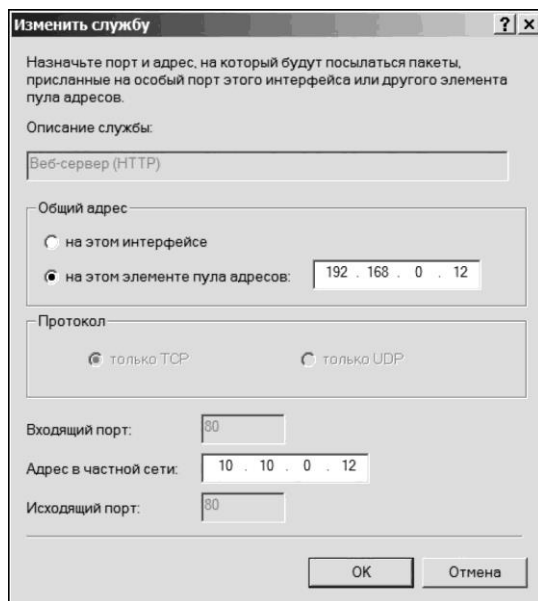 Изменить службу
Назначьте порт и адрес, на который будут посылаться пакеты,
присланные на особый порт этого интерфейса или другого элемента
пула адресов.
Описание службы:
Веб-сервер (HTTP)
Общий адрес
на этом интерфейсе
на этом элементе пула адресов: 192 . 168 . 0 . 12
Протокол
только TCP только UDP
Входящий порт: 80
Адрес в частной сети: 10 . 10 . 0 . 12
Исходящий порт: 80
OK Отмена